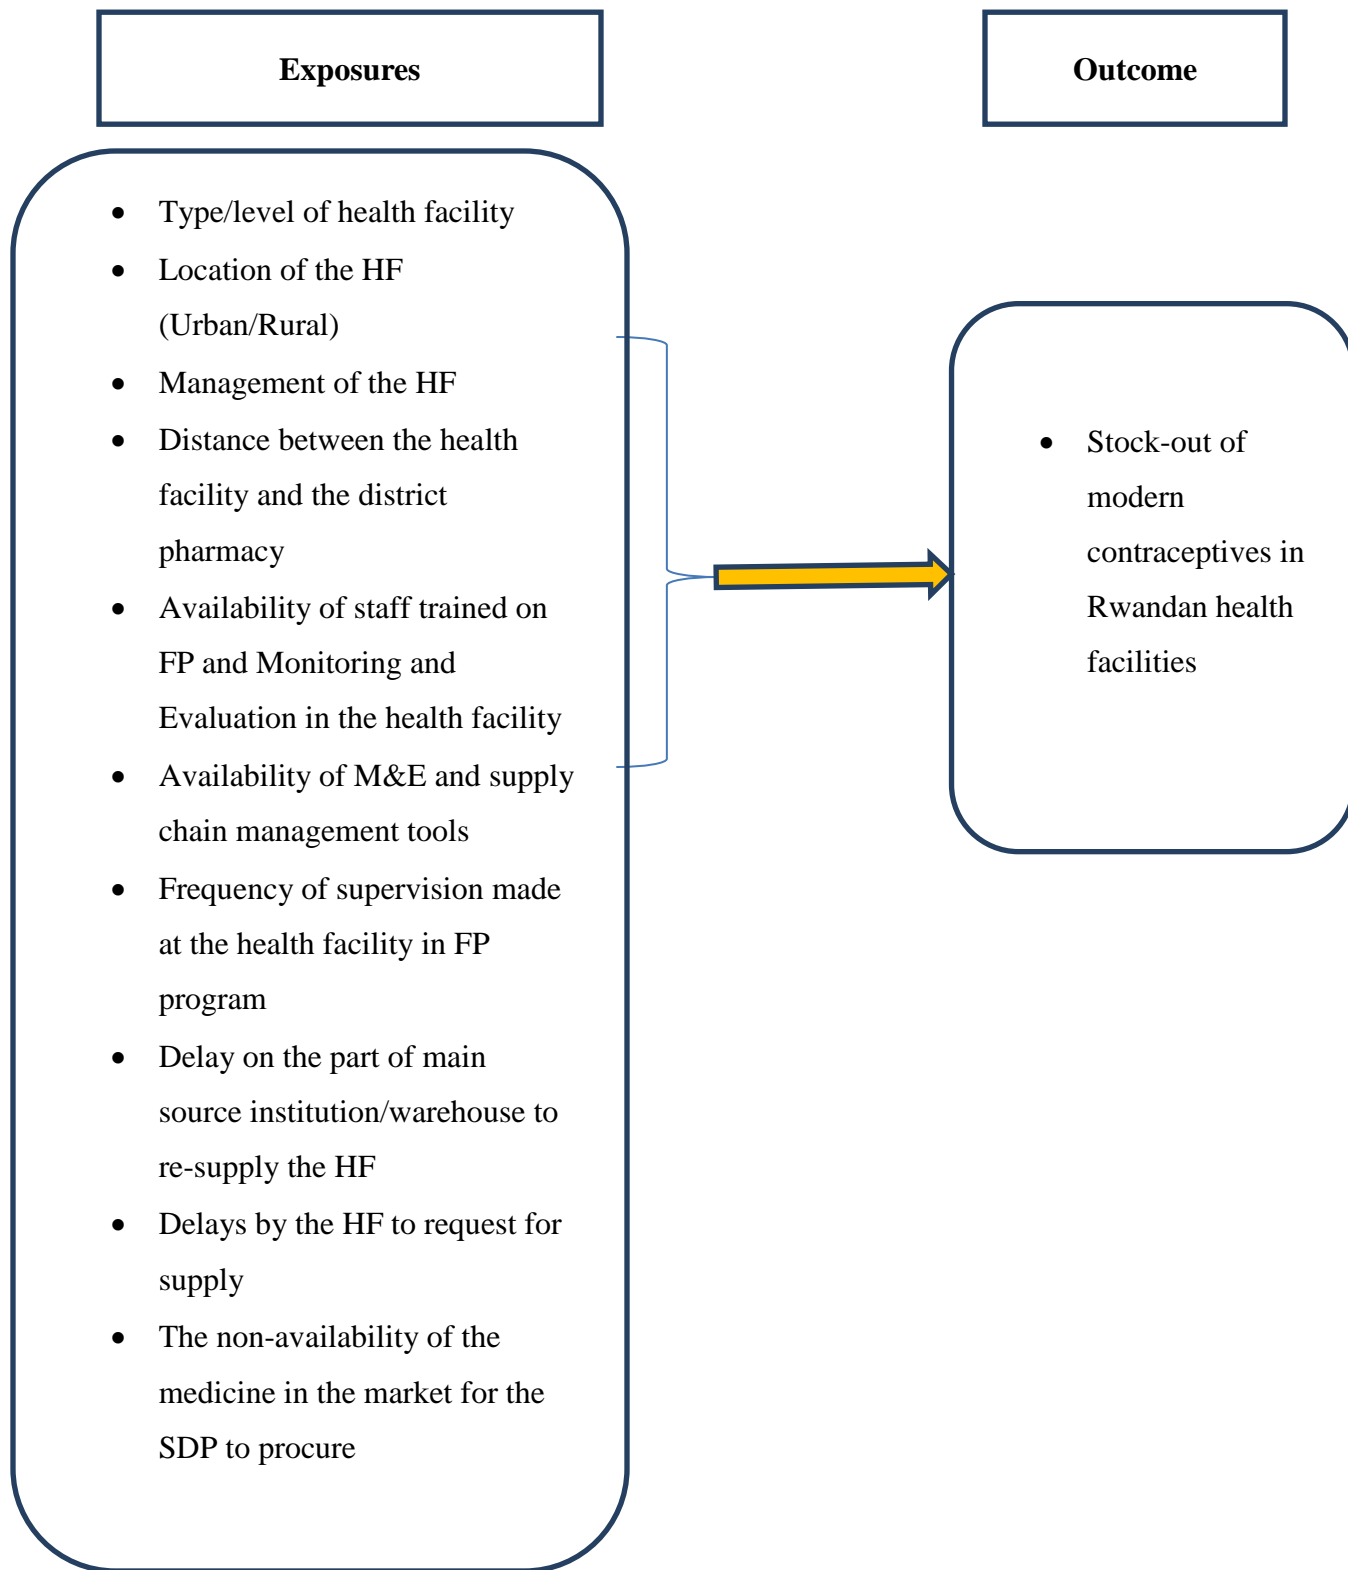 Exposures
Outcome
• Type/level of health facility
• Location of the HF
(Urban/Rural)
• Management of the HF
• Distance between the health
facility and the district
pharmacy
• Availability of staff trained on
FP and Monitoring and
Evaluation in the health facility
• Availability of M&E and supply
chain management tools
• Frequency of supervision made
at the health facility in FP
program
• Delay on the part of main
source institution/warehouse to
re-supply the HF
• Delays by the HF to request for
supply
• The non-availability of the
medicine in the market for the
SDP to procure
• Stock-out of
modern
contraceptives in
Rwandan health
facilities